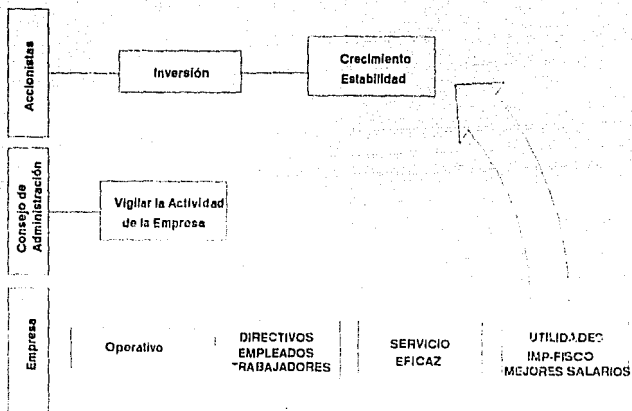 Accionistas
Inversión
Crecimiento
Estabilidad
Consejo de
Administración
Vigilar la Actividad
de la Empresa
Empresa
Operativo
DIRECTIVOS
EMPLEADOS
TRABAJADORES
SERVICIO
EFICAZ
UTILIDADES
IMP-FISCO
MEJORES SALARIOS